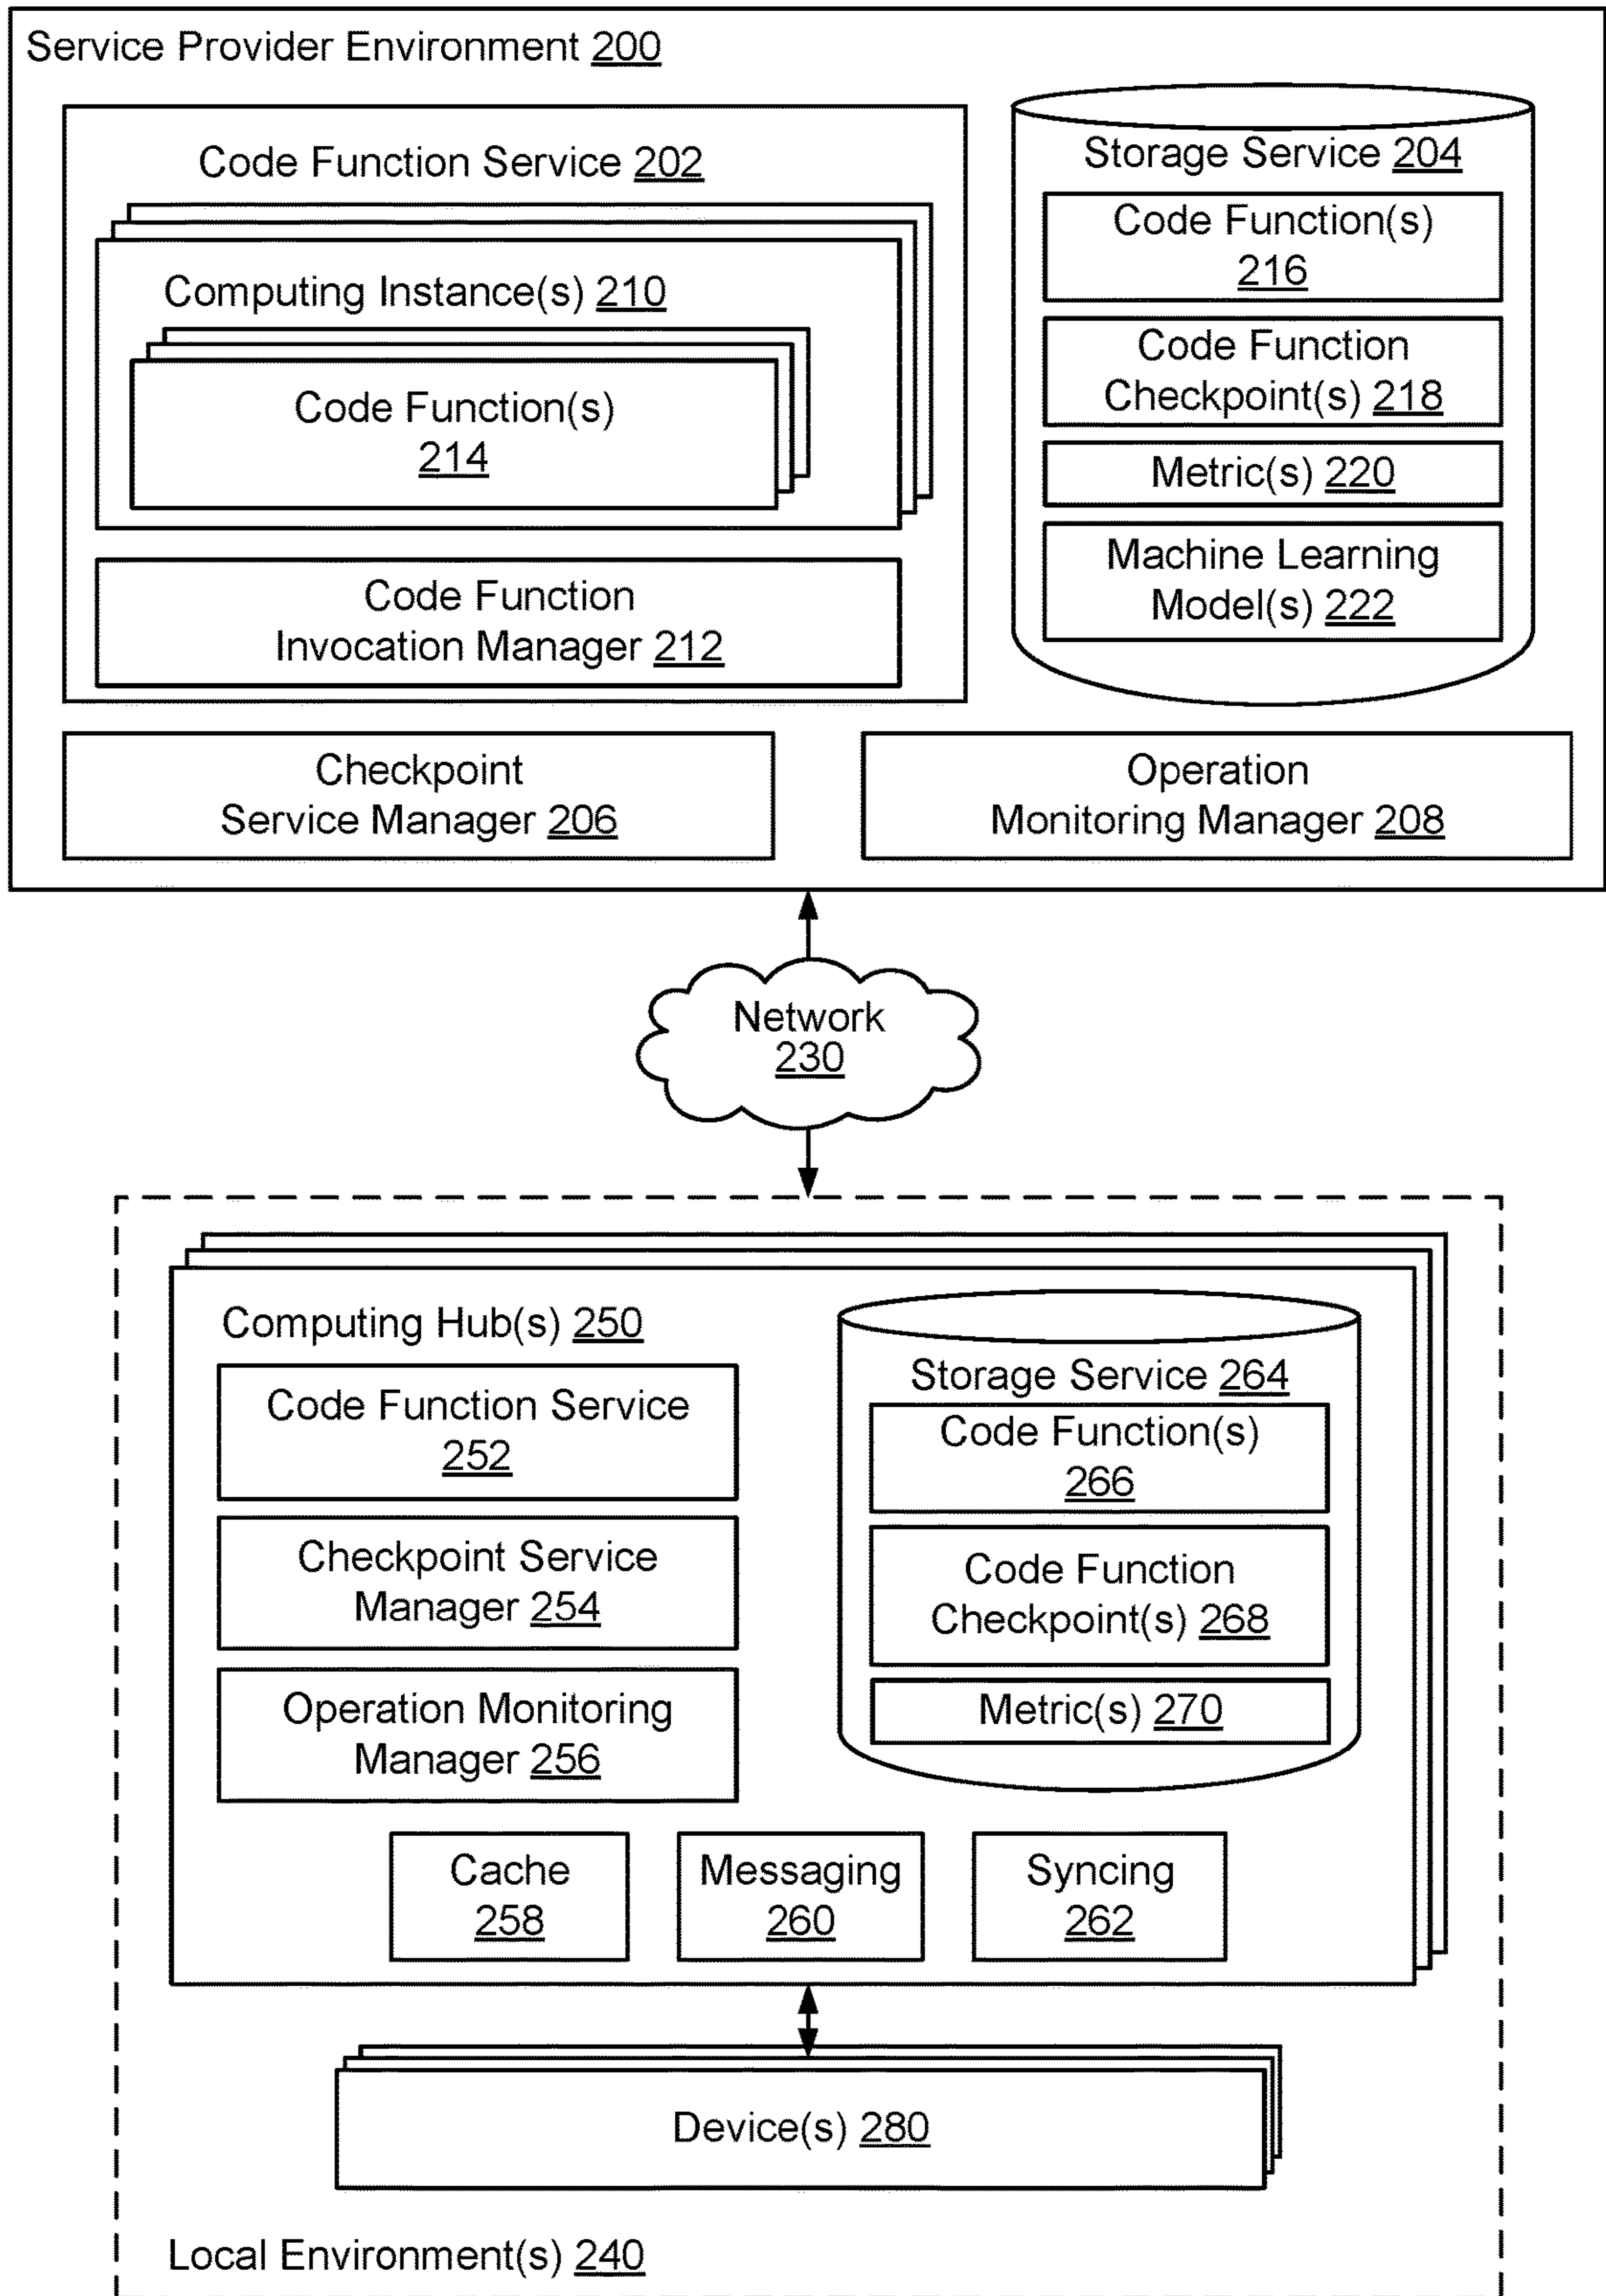 Service Provider Environment 200
Code Function Service 202
Computing Instance(s) 210
Code Function(s)
214
Code Function
Invocation Manager 212
Storage Service 204
Code Function(s)
216
Code Function
Checkpoint(s) 218
Metric(s) 220
Machine Learning
Model(s) 222
Checkpoint
Service Manager 206
Operation
Monitoring Manager 208
Network
230
Computing Hub(s) 250
Code Function Service
252
Checkpoint Service
Manager 254
Operation Monitoring
Manager 256
Storage Service 264
Code Function(s)
266
Code Function
Checkpoint(s) 268
Metric(s) 270
Cache
258
Messaging
260
Syncing
262
Device(s) 280
Local Environment(s) 240